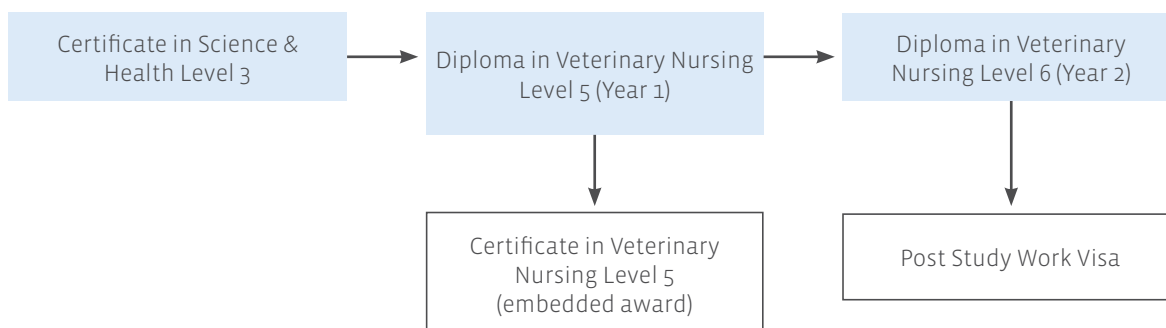 Certificate in Science &
Health Level 3
Diploma in Veterinary Nursing
Level 5 (Year 1)
Diploma in Veterinary
Nursing Level 6 (Year 2)
Certificate in Veterinary
Nursing Level 5
(embedded award)
Post Study Work Visa